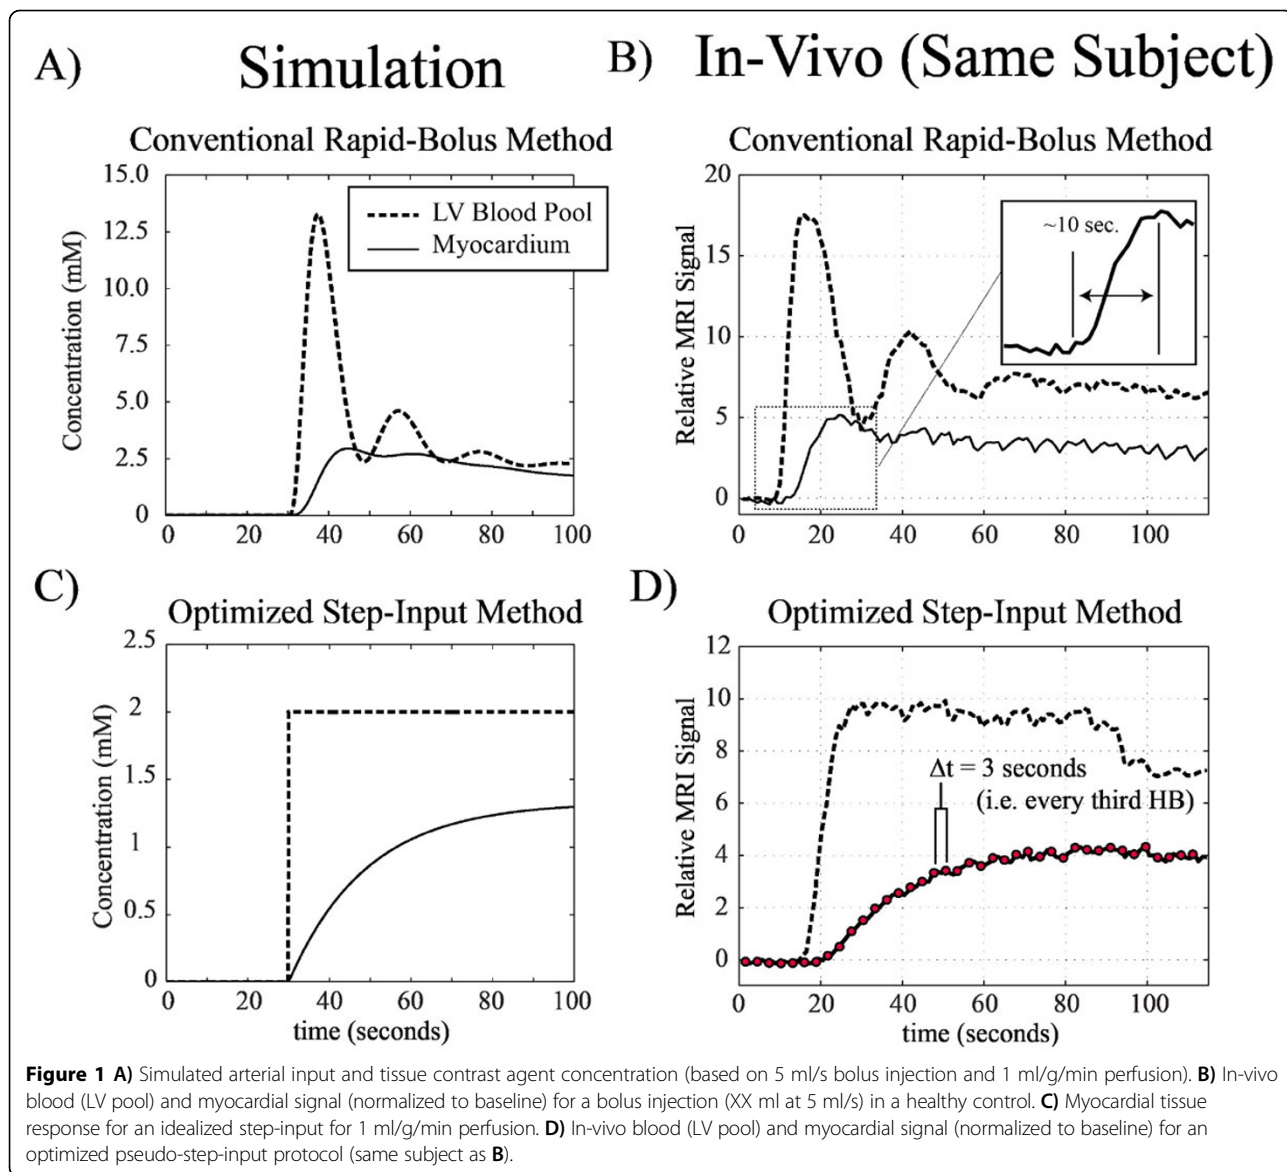 A) Simulation
B) In-Vivo (Same Subject)
Conventional Rapid-Bolus Method
15.0
12.5
10.0
7.5
5.0
2.5
0
Concentration (mM)
LV Blood Pool
Myocardium
0 20 40 60 80 100
Conventional Rapid-Bolus Method
20
15
10
5
0
Relative MRI Signal
~10 sec.
0 20 40 60 80 100
C)
Optimized Step-Input Method
2.5
2
1.5
1
0.5
0
Concentration (mM)
0 20 40 60 80 100
time (seconds)
D)
Optimized Step-Input Method
12
10
8
6
4
2
0
Relative MRI Signal
Δt = 3 seconds
(i.e. every third HB)
0 20 40 60 80 100
time (seconds)
Figure 1 A) Simulated arterial input and tissue contrast agent concentration (based on 5 ml/s bolus injection and 1 ml/g/min perfusion). B) In-vivo
blood (LV pool) and myocardial signal (normalized to baseline) for a bolus injection (XX ml at 5 ml/s) in a healthy control. C) Myocardial tissue
response for an idealized step-input for 1 ml/g/min perfusion. D) In-vivo blood (LV pool) and myocardial signal (normalized to baseline) for an
optimized pseudo-step-input protocol (same subject as B).